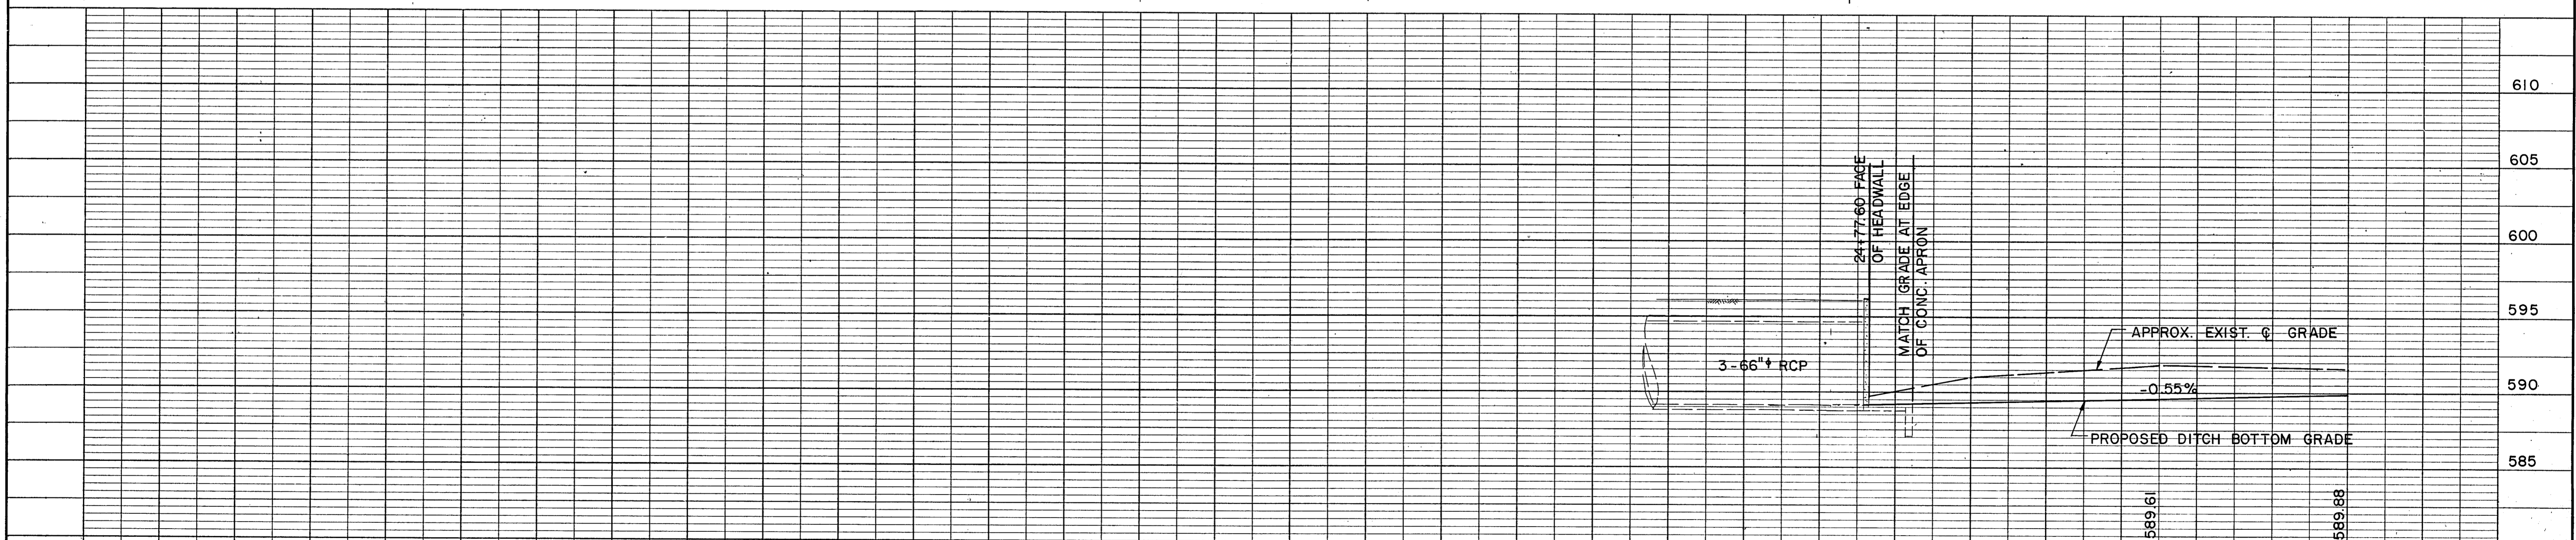 610
605
600
595
590
585
24+77.60 FACE
OF HEADWALL
MATCH GRADE AT EDGE
OF CONC. APRON
3-66"ϕ RCP
APPROX. EXIST. ℄ GRADE
-0.55%
PROPOSED DITCH BOTTOM GRADE
589.61
589.88